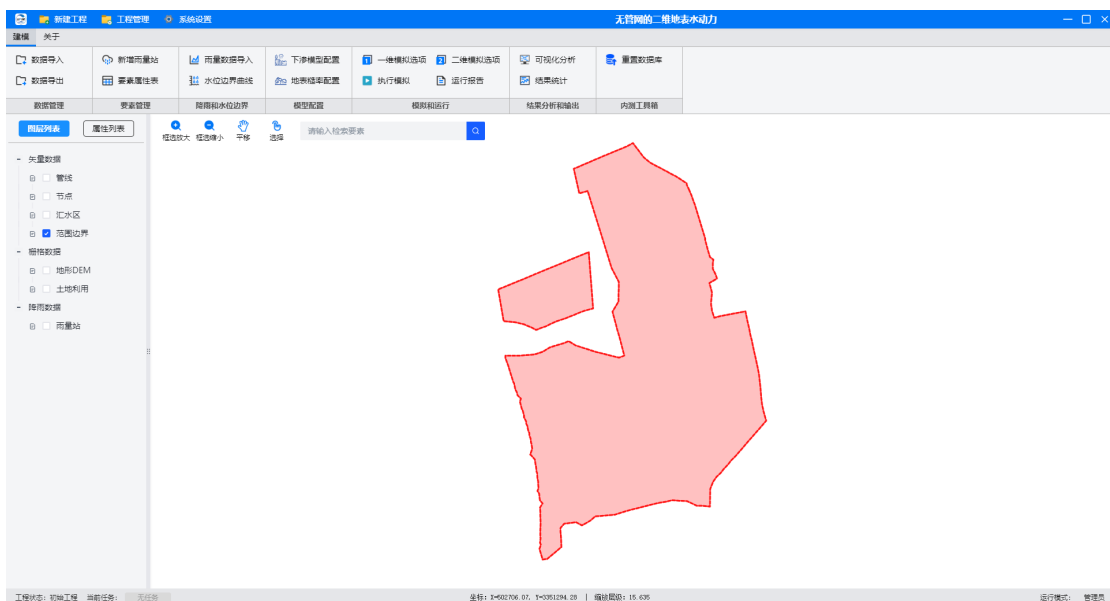 新建工程 工程管理 系统设置 无管网的二维地表水动力
建模 关于
数据导入 新增雨量站 雨量数据导入 下渗模型配置 一维模拟选项 二维模拟选项 可视化分析 重置数据库
数据导出 要素属性表 水位边界曲线 地表糙率配置 执行模拟 运行报告 结果统计
数据管理 要素管理 降雨和水位边界 模型配置 模拟和运行 结果分析和输出 内测工具箱
图层列表 属性列表 框选放大 框选缩小 平移 选择 请输入检索要素
矢量数据
管线
节点
汇水区
范围边界
栅格数据
地形DEM
土地利用
降雨数据
雨量站
工程状态: 初始工程 当前任务: 无任务 坐标: X=602706.07, Y=3351294.28 | 缩放层级: 15.635 运行模式: 管理员